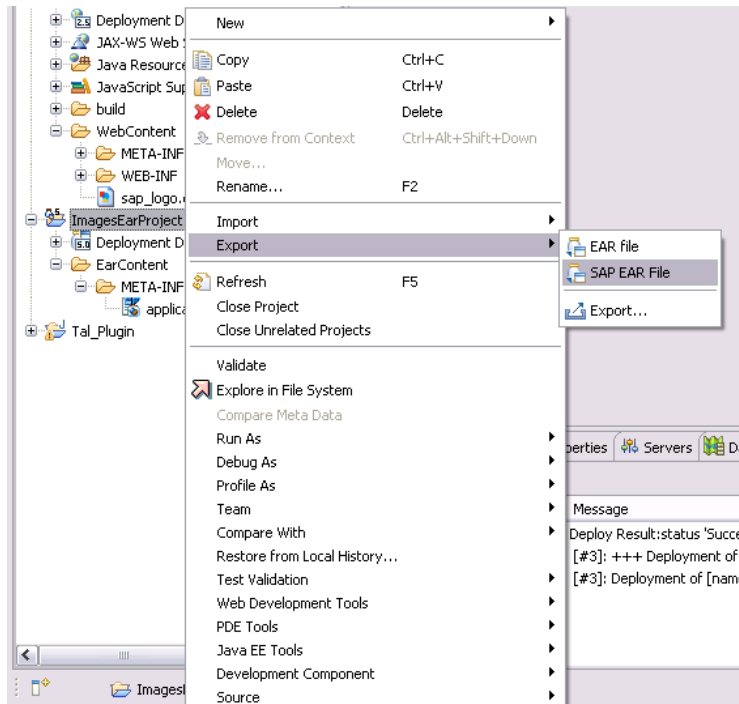 Deployment D
JAX-WS Web
Java Resource
JavaScript Sup
build
WebContent
META-INF
WEB-INF
sap_logo.
ImagesEarProject
Deployment D
EarContent
META-INF
applica
Tal_Plugin
New
Copy Ctrl+C
Paste Ctrl+V
Delete Delete
Remove from Context Ctrl+Alt+Shift+Down
Move...
Rename... F2
Import
Export
Refresh F5
Close Project
Close Unrelated Projects
Validate
Explore in File System
Compare Meta Data
Run As
Debug As
Profile As
Team
Compare With
Restore from Local History...
Test Validation
Web Development Tools
PDE Tools
Java EE Tools
Development Component
Source
EAR file
SAP EAR File
Export...
perties Servers D
Message
Deploy Result:status 'Succe
[#3]: +++ Deployment of
[#3]: Deployment of [nam
Images